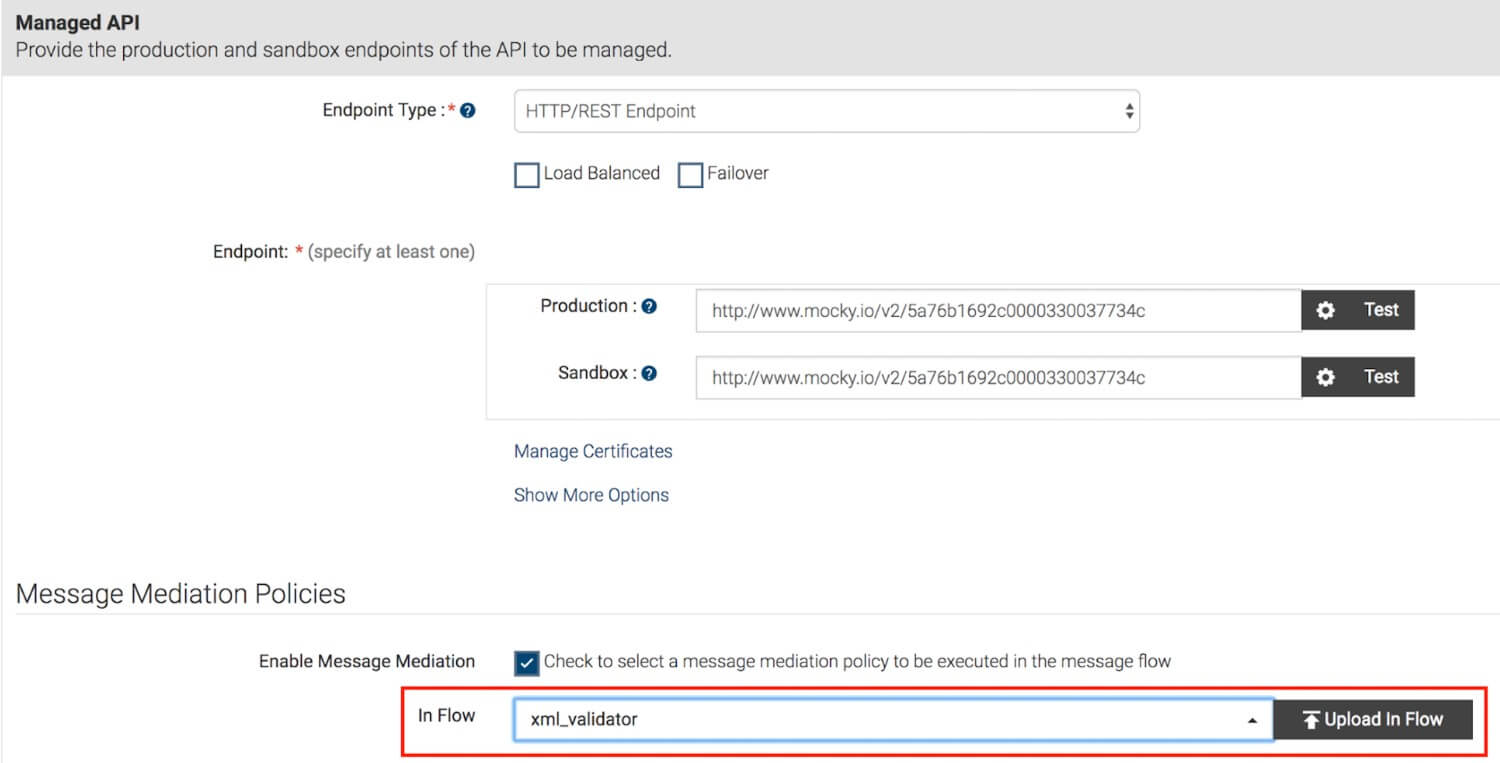 Managed API
Provide the production and sandbox endpoints of the API to be managed.
Endpoint Type :* ? HTTP/REST Endpoint
Load Balanced Failover
Endpoint: * (specify at least one)
Production : ? http://www.mocky.io/v2/5a76b1692c0000330037734c Test
Sandbox : ? http://www.mocky.io/v2/5a76b1692c0000330037734c Test
Manage Certificates
Show More Options
Message Mediation Policies
Enable Message Mediation Check to select a message mediation policy to be executed in the message flow
In Flow xml_validator Upload In Flow